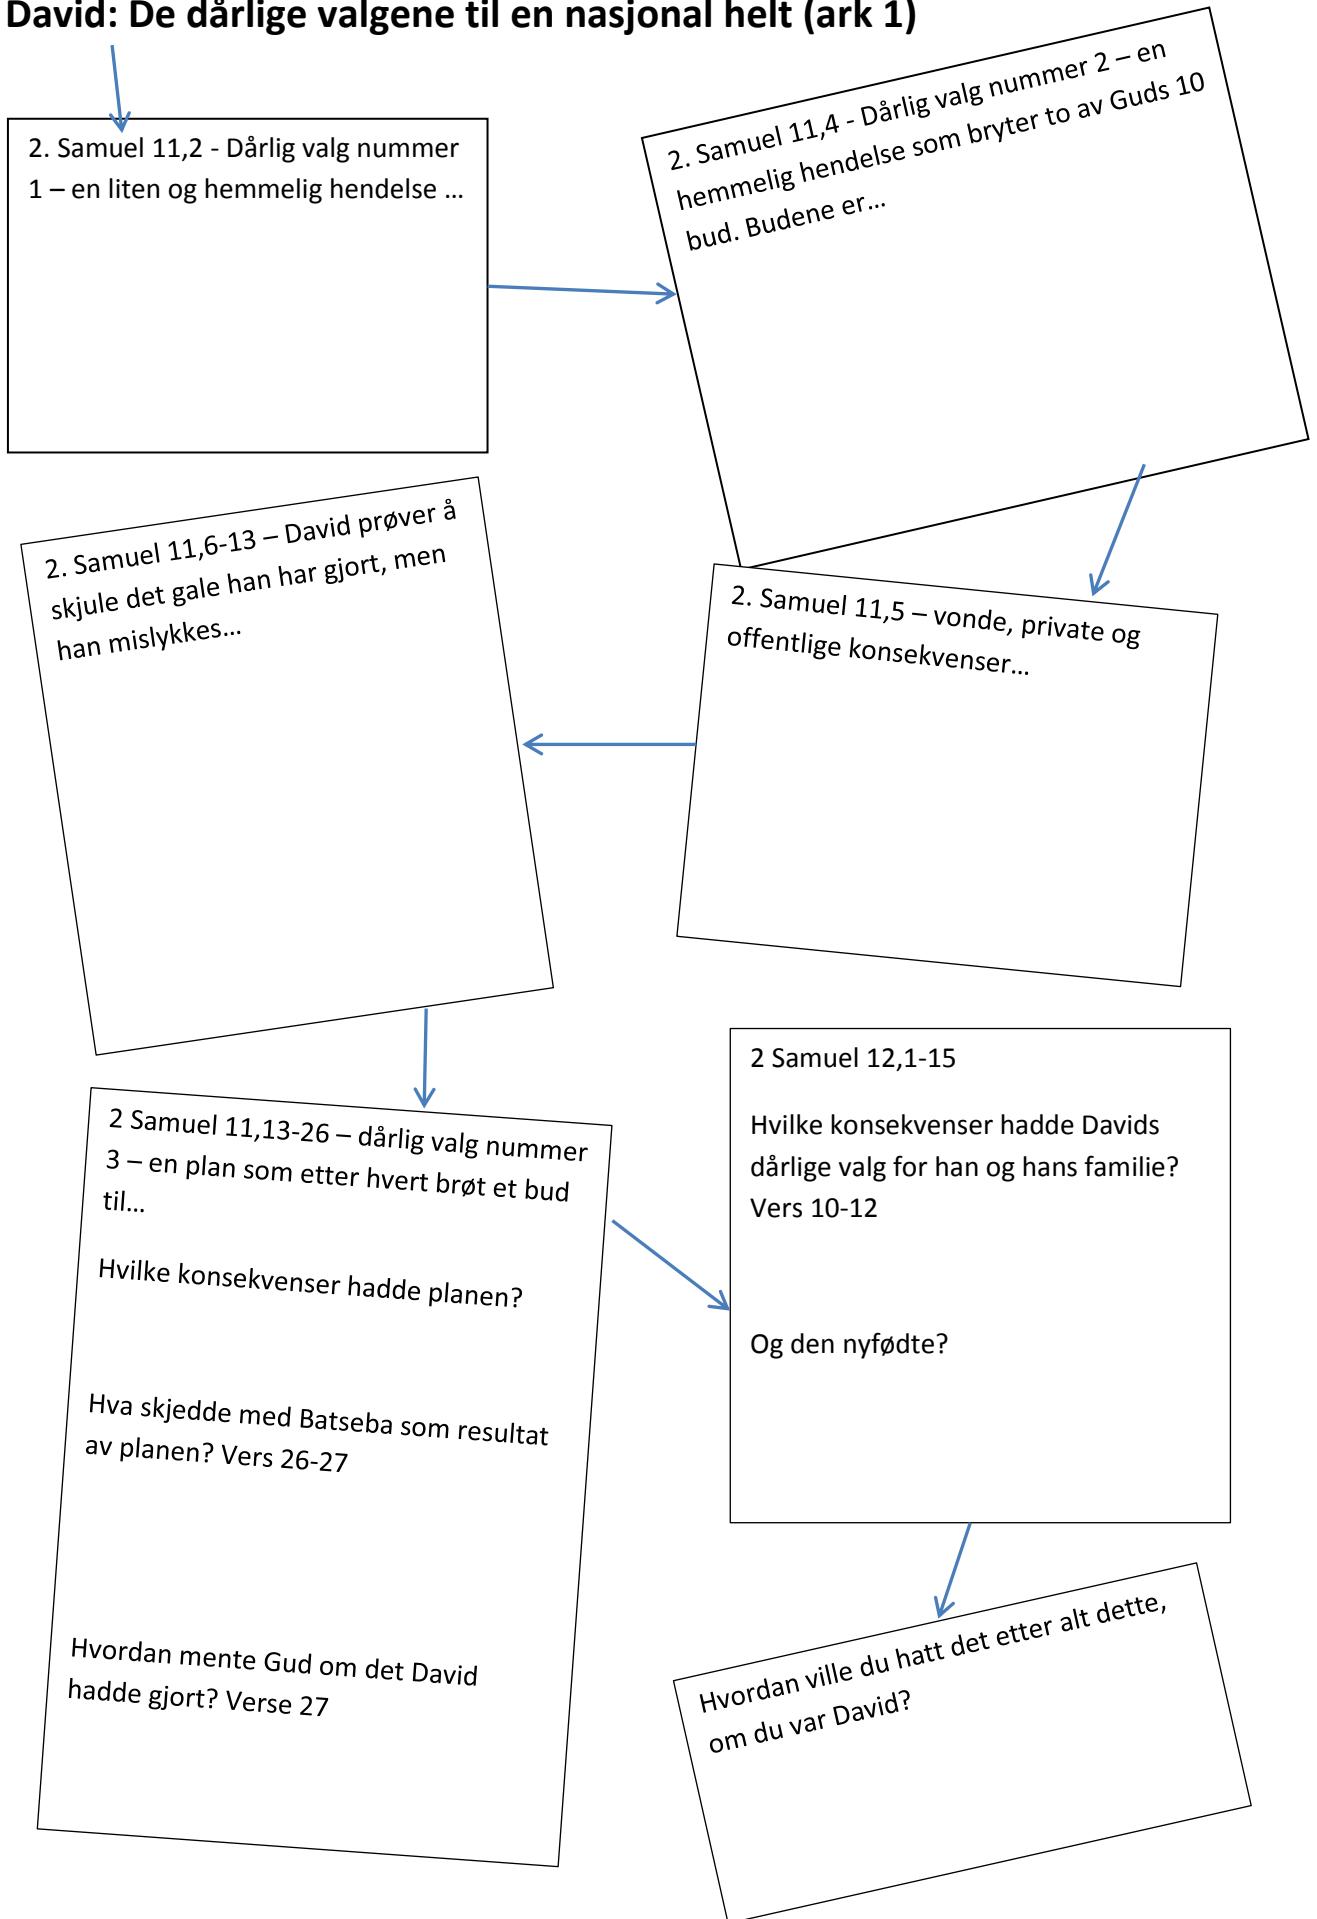 David: De dårlige valgene til en nasjonal helt (ark 1)
2. Samuel 11,2 - Dårlig valg nummer
1 – en liten og hemmelig hendelse …
2. Samuel 11,4 - Dårlig valg nummer 2 – en
hemmelig hendelse som bryter to av Guds 10
bud. Budene er…
2. Samuel 11,5 – vonde, private og
offentlige konsekvenser…
2. Samuel 11,6-13 – David prøver å
skjule det gale han har gjort, men
han mislykkes…
2 Samuel 11,13-26 – dårlig valg nummer
3 – en plan som etter hvert brøt et bud
til…
Hvilke konsekvenser hadde planen?
Hva skjedde med Batseba som resultat
av planen? Vers 26-27
Hvordan mente Gud om det David
hadde gjort? Verse 27
2 Samuel 12,1-15
Hvilke konsekvenser hadde Davids
dårlige valg for han og hans familie?
Vers 10-12
Og den nyfødte?
Hvordan ville du hatt det etter alt dette,
om du var David?